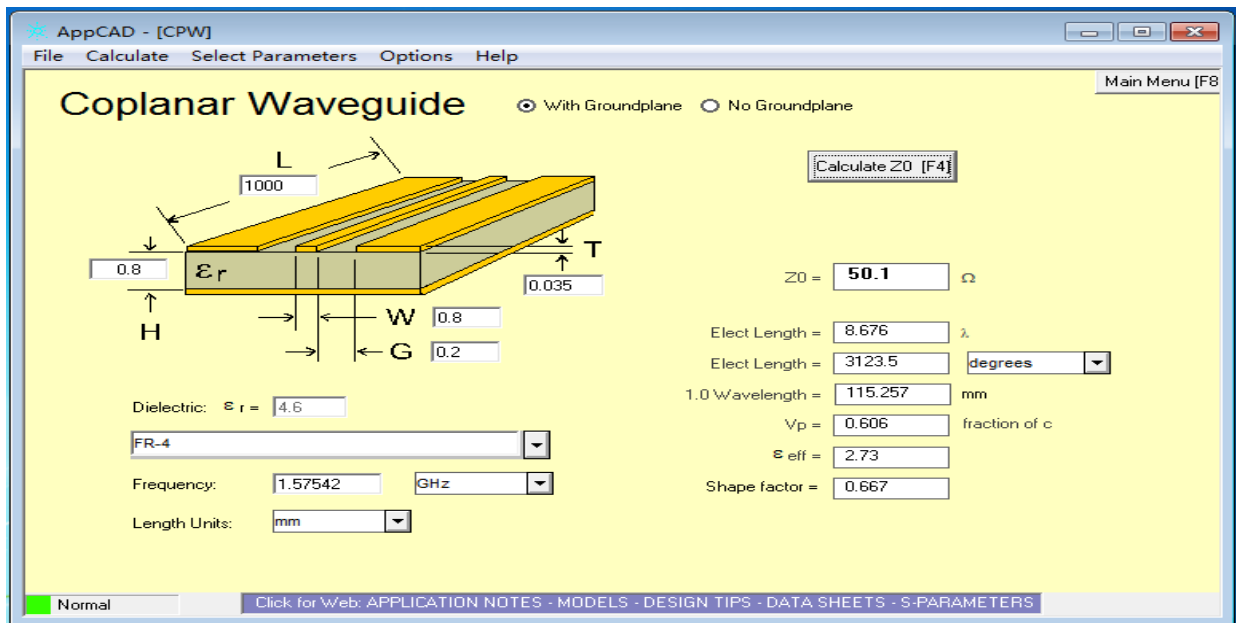 AppCAD - [CPW]
File Calculate Select Parameters Options Help
Main Menu [F8
Coplanar Waveguide
With Groundplane No Groundplane
Calculate Z0 [F4]
L
1000
0.8
εr
T
0.035
H
W 0.8
G 0.2
Z0 = 50.1 Ω
Elect Length = 8.676 λ
Elect Length = 3123.5 degrees
1.0 Wavelength = 115.257 mm
Vp = 0.606 fraction of c
ε eff = 2.73
Shape factor = 0.667
Dielectric: ε r = 4.6
FR-4
Frequency: 1.57542 GHz
Length Units: mm
Normal
Click for Web: APPLICATION NOTES - MODELS - DESIGN TIPS - DATA SHEETS - S-PARAMETERS